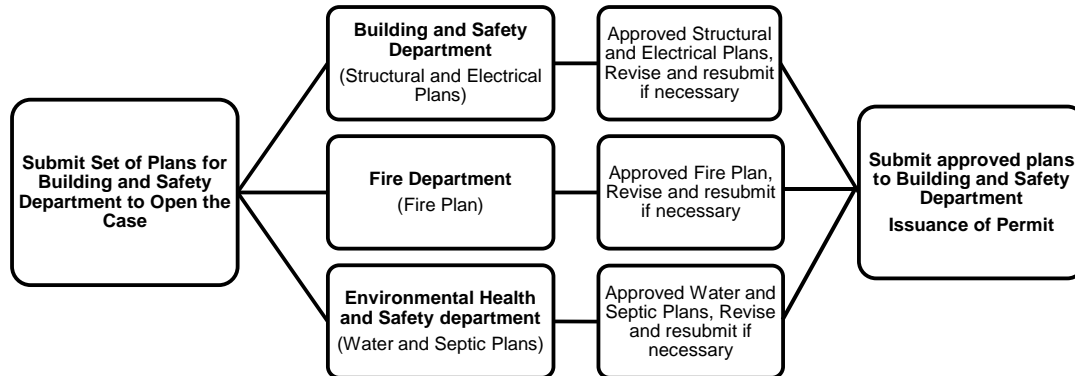 Submit Set of Plans for
Building and Safety
Department to Open the
Case
Building and Safety
Department
(Structural and Electrical
Plans)
Approved Structural
and Electrical Plans,
Revise and resubmit
if necessary
Fire Department
(Fire Plan)
Approved Fire Plan,
Revise and resubmit
if necessary
Environmental Health
and Safety department
(Water and Septic Plans)
Approved Water and
Septic Plans, Revise
and resubmit if
necessary
Submit approved plans
to Building and Safety
Department
Issuance of Permit